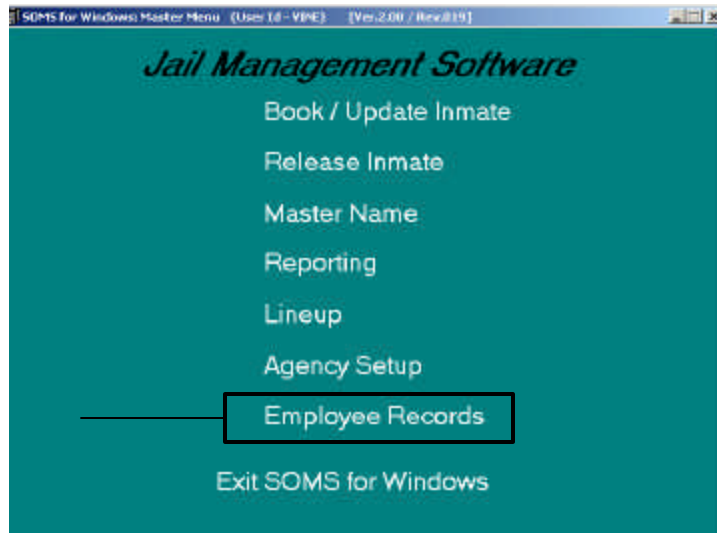 SOMS for Windows: Master Menu (User Id - VINE) [Ver.2.00 / Rev.019]
Jail Management Software
Book / Update Inmate
Release Inmate
Master Name
Reporting
Lineup
Agency Setup
Employee Records
Exit SOMS for Windows